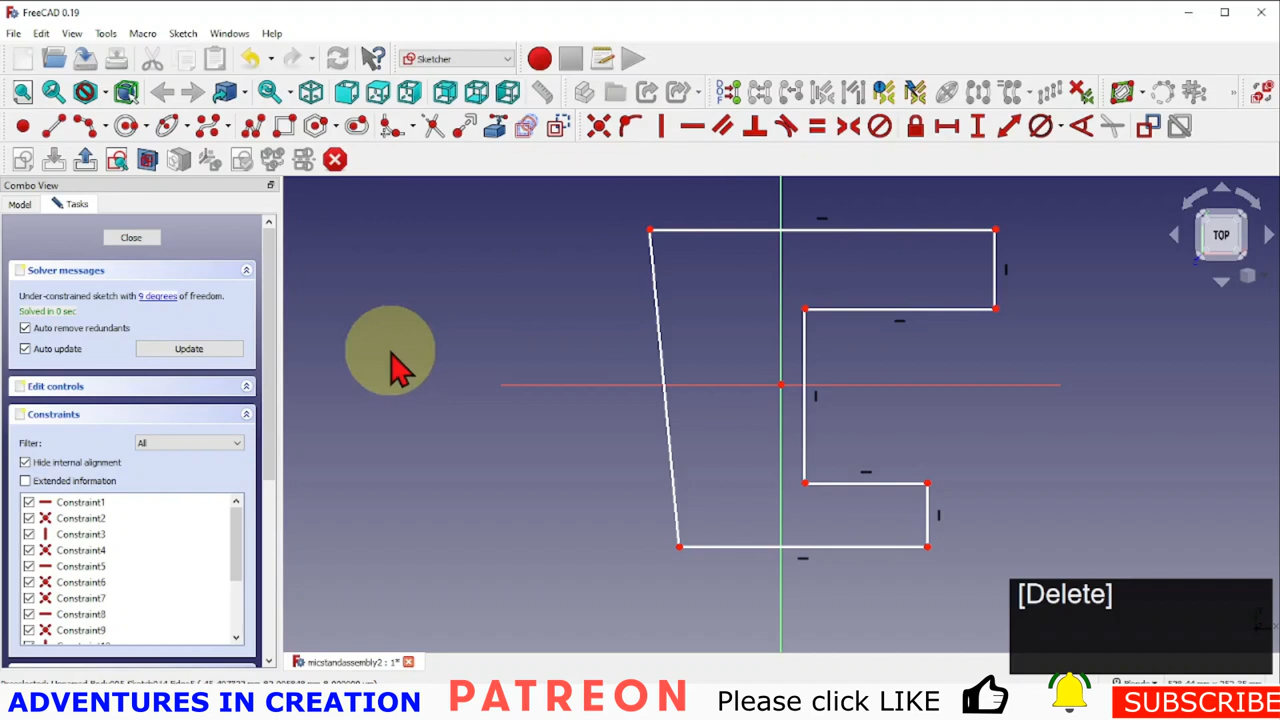 FreeCAD 0.19
File Edit View Tools Macro Sketch Windows Help
Sketcher
Combo View
Model Tasks
TOP
Close
Solver messages
Under-constrained sketch with 9 degrees of freedom.
Solved in 0 sec
Auto remove redundants
Auto update Update
Edit controls
Constraints
Filter: All
Hide internal alignment
Extended information
Constraint1
Constraint2
Constraint3
Constraint4
Constraint5
Constraint6
Constraint7
Constraint8
Constraint9
[Delete]
micstandassembly2 : 1*
ADVENTURES IN CREATION PATREON Please click LIKE SUBSCRIBE